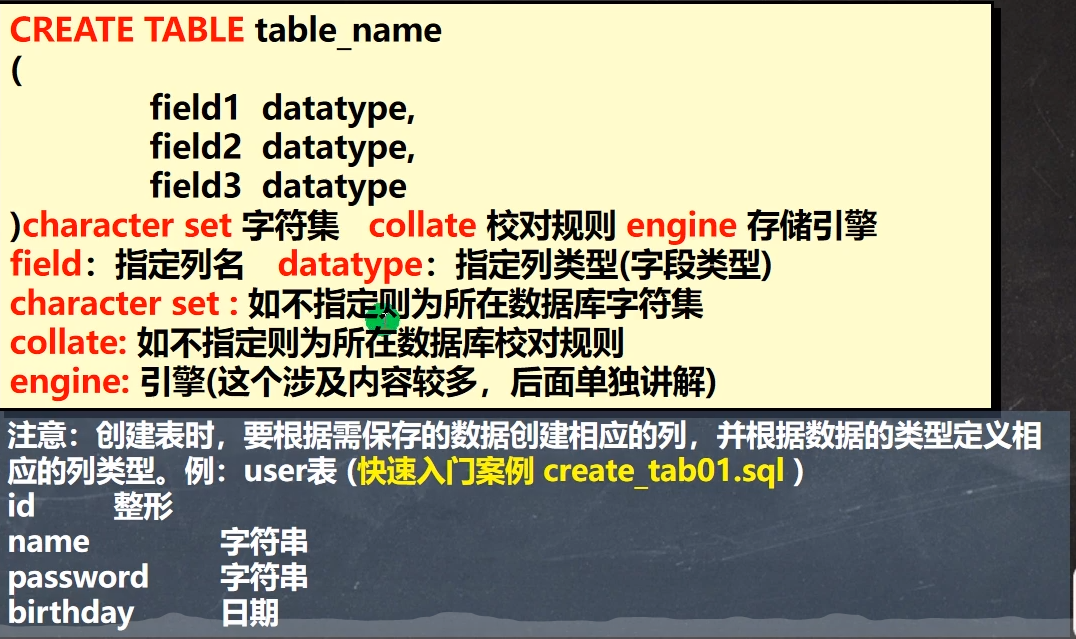 CREATE TABLE table_name
(
field1 datatype,
field2 datatype,
field3 datatype
)character set 字符集 collate 校对规则 engine 存储引擎
field：指定列名 datatype：指定列类型(字段类型)
character set : 如不指定则为所在数据库字符集
collate: 如不指定则为所在数据库校对规则
engine: 引擎(这个涉及内容较多，后面单独讲解)
注意：创建表时，要根据需保存的数据创建相应的列，并根据数据的类型定义相
应的列类型。例：user表 (快速入门案例 create_tab01.sql )
id 整形
name 字符串
password 字符串
birthday 日期